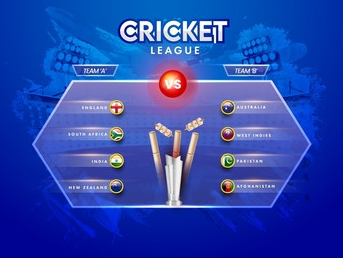 CRICKET
LEAGUE
TEAM 'A'
TEAM 'B'
VS
ENGLAND
AUSTRALIA
SOUTH AFRICA
WEST INDIES
INDIA
PAKISTAN
NEW ZEALAND
AFGHANISTAN